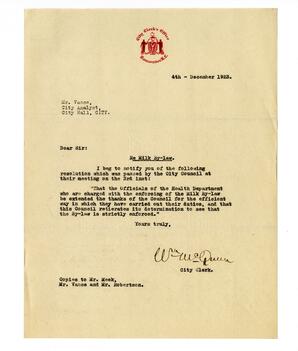 City Clerk's Office
Vancouver, B.C.
4th - December 1923.
Mr. Vance,
City Analyst,
City Hall, CITY.
Dear Sir:
Re Milk By-law.
I beg to notify you of the following
resolution which was passed by the City Council at
their meeting on the 3rd inst:
"That the Officials of the Health Department
who are charged with the enforcing of the Milk By-law
be extended the thanks of the Council for the efficient
way in which they have carried out their duties, and that
this Council reiterates its determination to see that
the By-law is strictly enforced."
Yours truly,
Wm McQueen
City Clerk.
Copies to Mr. Meek,
Mr. Vance and Mr. Robertson.